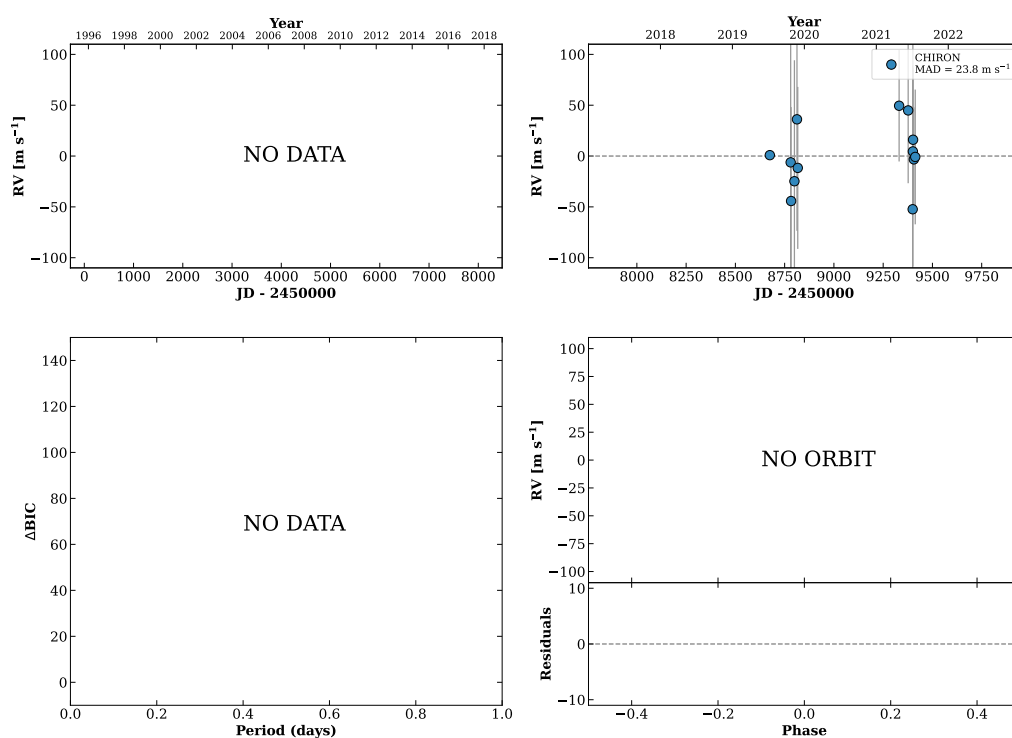 Year
1996 1998 2000 2002 2004 2006 2008 2010 2012 2014 2016 2018
100
50
0
−50
−100
RV [m s⁻¹]
NO DATA
0 1000 2000 3000 4000 5000 6000 7000 8000
JD - 2450000
Year
2018 2019 2020 2021 2022
100
50
0
−50
−100
RV [m s⁻¹]
CHIRON
MAD = 23.8 m s⁻¹
8000 8250 8500 8750 9000 9250 9500 9750
JD - 2450000
140
120
100
80
60
40
20
0
ΔBIC
NO DATA
0.0 0.2 0.4 0.6 0.8 1.0
Period (days)
100
75
50
25
0
−25
−50
−75
−100
RV [m s⁻¹]
NO ORBIT
10
0
−10
Residuals
−0.4 −0.2 0.0 0.2 0.4
Phase